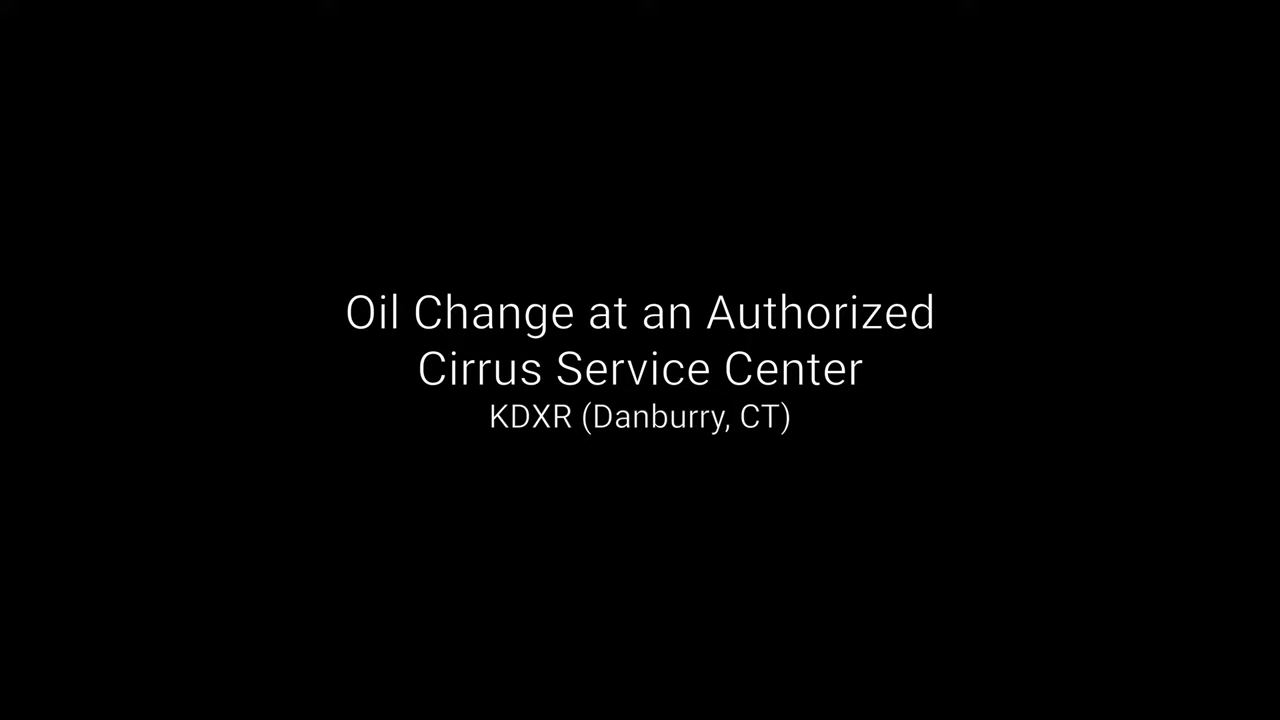 Oil Change at an Authorized
Cirrus Service Center
KDXR (Danburry, CT)